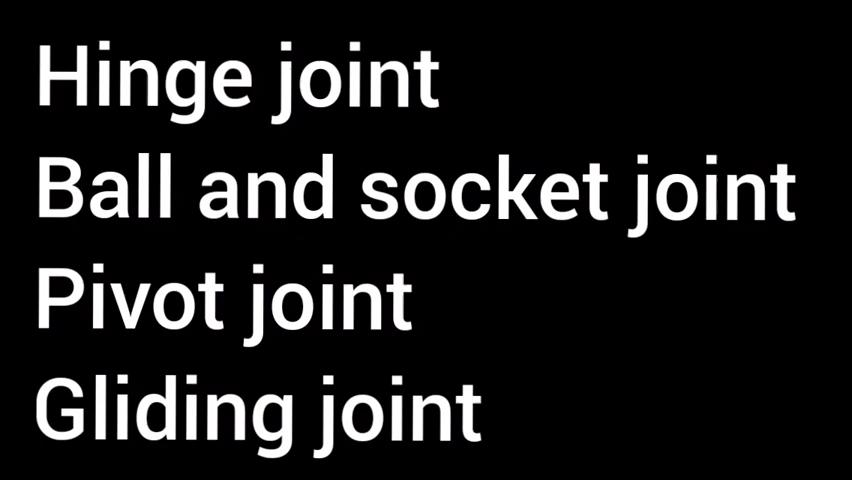 Hinge joint
Ball and socket joint
Pivot joint
Gliding joint